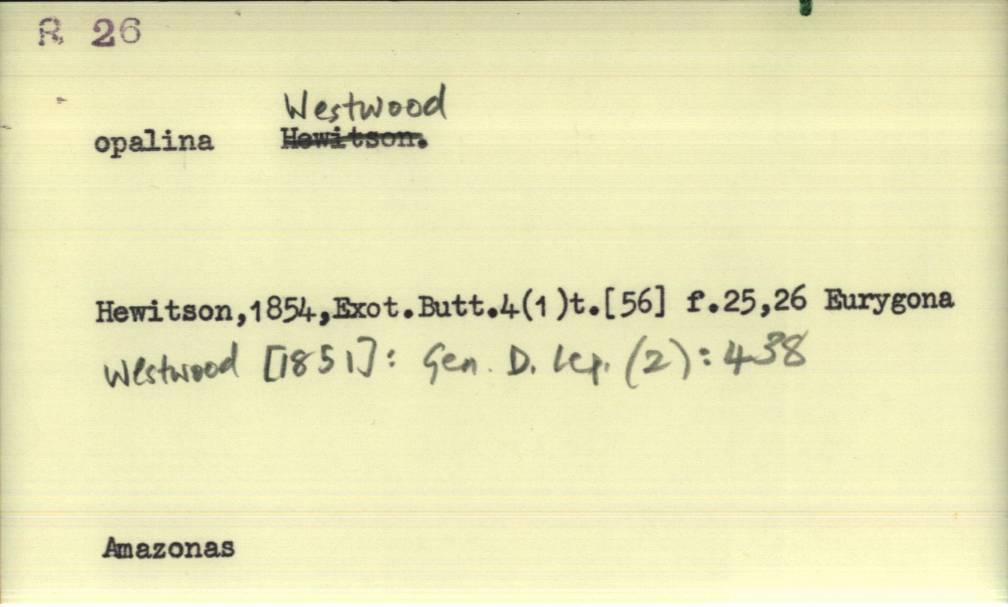 R 26
Westwood
opalina Hewitson.
Hewitson,1854,Exot.Butt.4(1)t.[56] f.25,26 Eurygona
Westwood [1851]: Gen. D. Lep. (2): 438
Amazonas